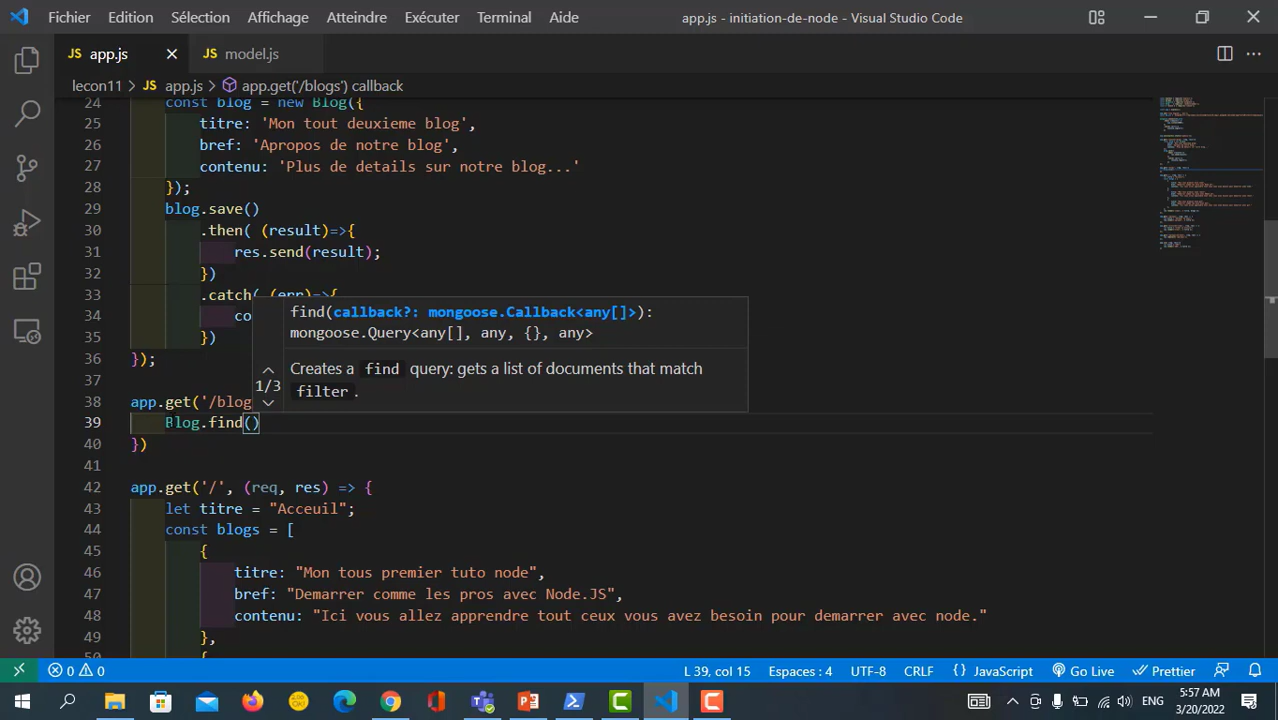 Fichier Edition Sélection Affichage Atteindre Exécuter Terminal Aide app.js - initiation-de-node - Visual Studio Code
JS app.js JS model.js
lecon11 > JS app.js > app.get('/blogs') callback
24 const blog = new Blog({
25 titre: 'Mon tout deuxieme blog',
26 bref: 'Apropos de notre blog',
27 contenu: 'Plus de details sur notre blog...'
28 });
29 blog.save()
30 .then( (result)=>{
31 res.send(result);
32 })
33 .catch( (err)=>{
34 co
35 })
36 });
find(callback?: mongoose.Callback<any[]>):
mongoose.Query<any[], any, {}, any>
Creates a find query: gets a list of documents that match
1/3 filter.
37
38 app.get('/blog
39 Blog.find()
40 })
41
42 app.get('/', (req, res) => {
43 let titre = "Acceuil";
44 const blogs = [
45 {
46 titre: "Mon tous premier tuto node",
47 bref: "Demarrer comme les pros avec Node.JS",
48 contenu: "Ici vous allez apprendre tout ceux vous avez besoin pour demarrer avec node."
49 },
50 {
0 0 L 39, col 15 Espaces : 4 UTF-8 CRLF {} JavaScript Go Live Prettier
ENG 5:57 AM
3/20/2022